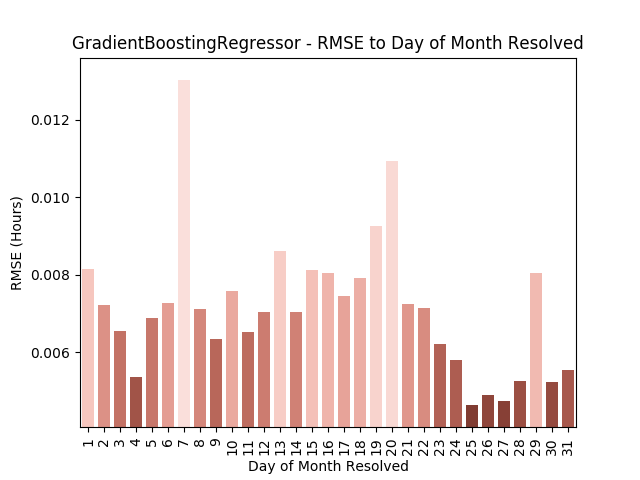 GradientBoostingRegressor - RMSE to Day of Month Resolved
0.012
0.010
0.008
0.006
RMSE (Hours)
1 2 3 4 5 6 7 8 9 10 11 12 13 14 15 16 17 18 19 20 21 22 23 24 25 26 27 28 29 30 31
Day of Month Resolved